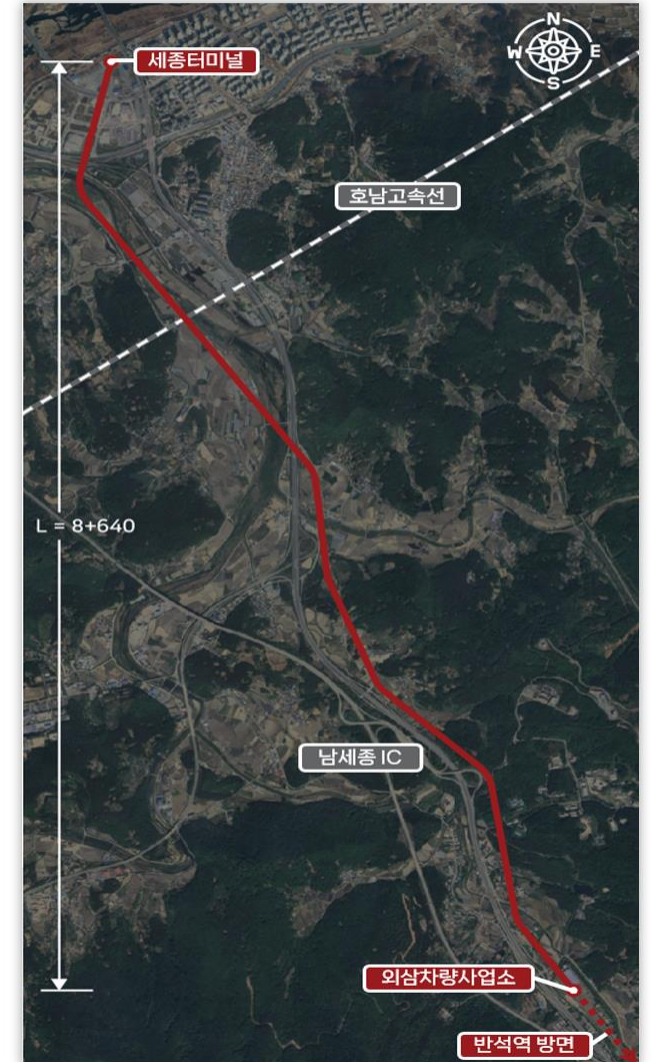 N
W E
S
세종터미널
호남고속선
L = 8+640
남세종 IC
외삼차량사업소
반석역 방면